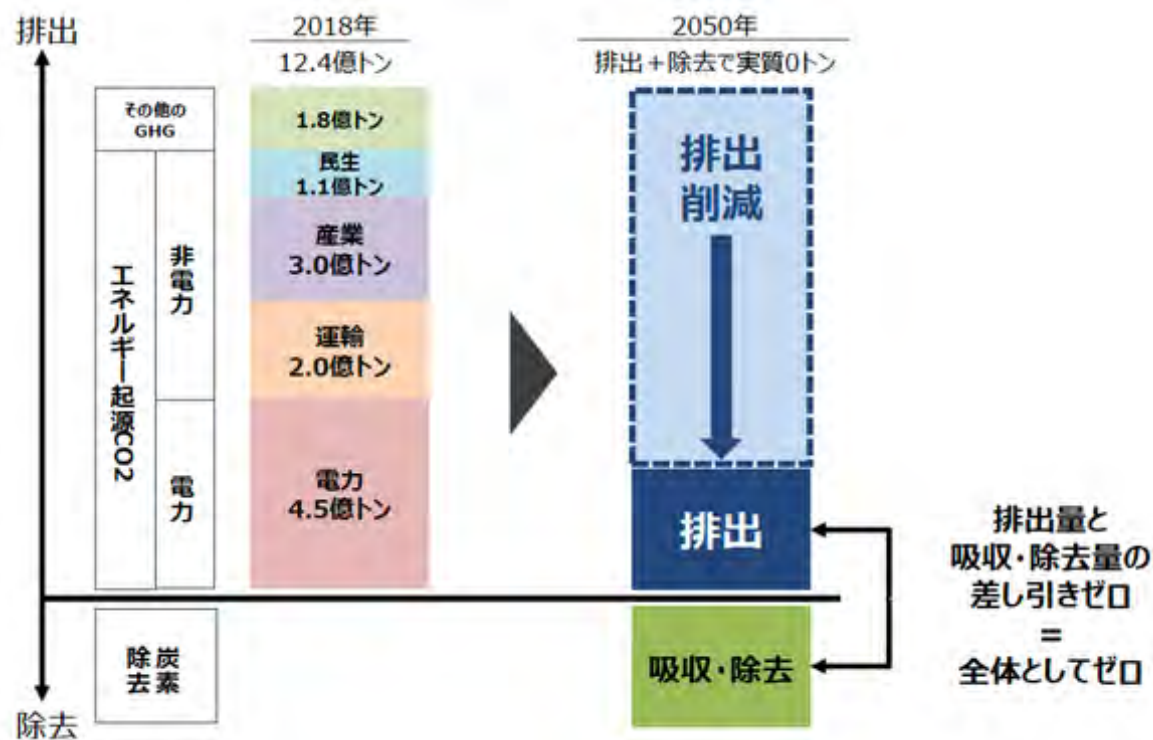 排出
2018年
12.4億トン
2050年
排出＋除去で実質0トン
その他の
GHG
エネルギー起源CO2
非電力
電力
1.8億トン
民生
1.1億トン
産業
3.0億トン
運輸
2.0億トン
電力
4.5億トン
排出
削減
排出
吸収・除去
排出量と
吸収・除去量の
差し引きゼロ
＝
全体としてゼロ
炭素
除去
除去